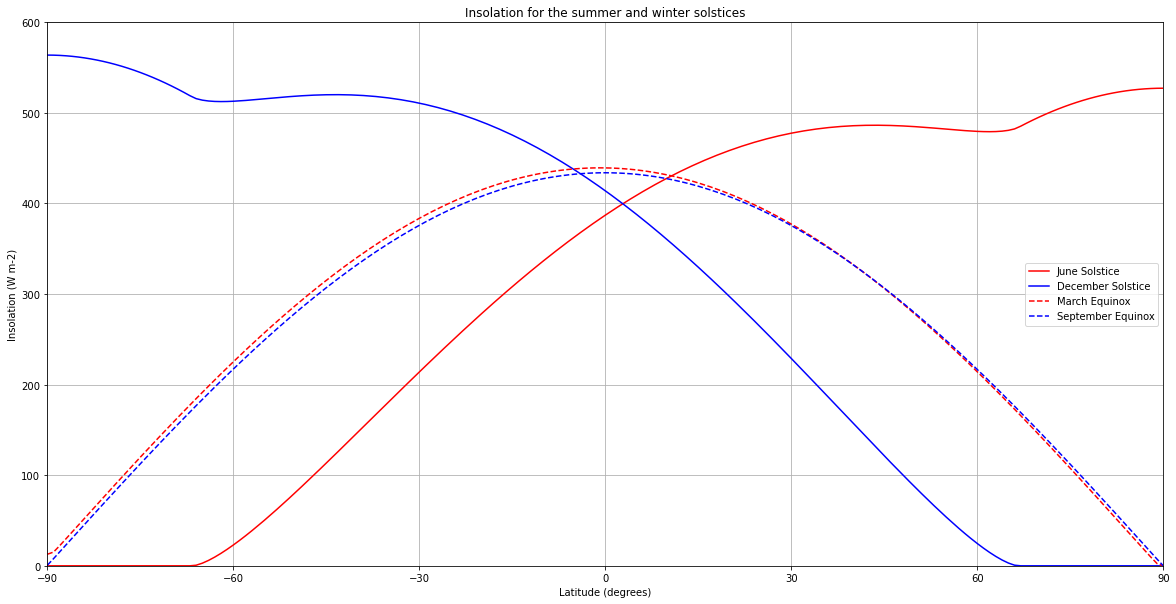 Insolation for the summer and winter solstices
600
500
400
300
200
100
0
Insolation (W m-2)
June Solstice
December Solstice
March Equinox
September Equinox
−90
−60
−30
0
30
60
90
Latitude (degrees)